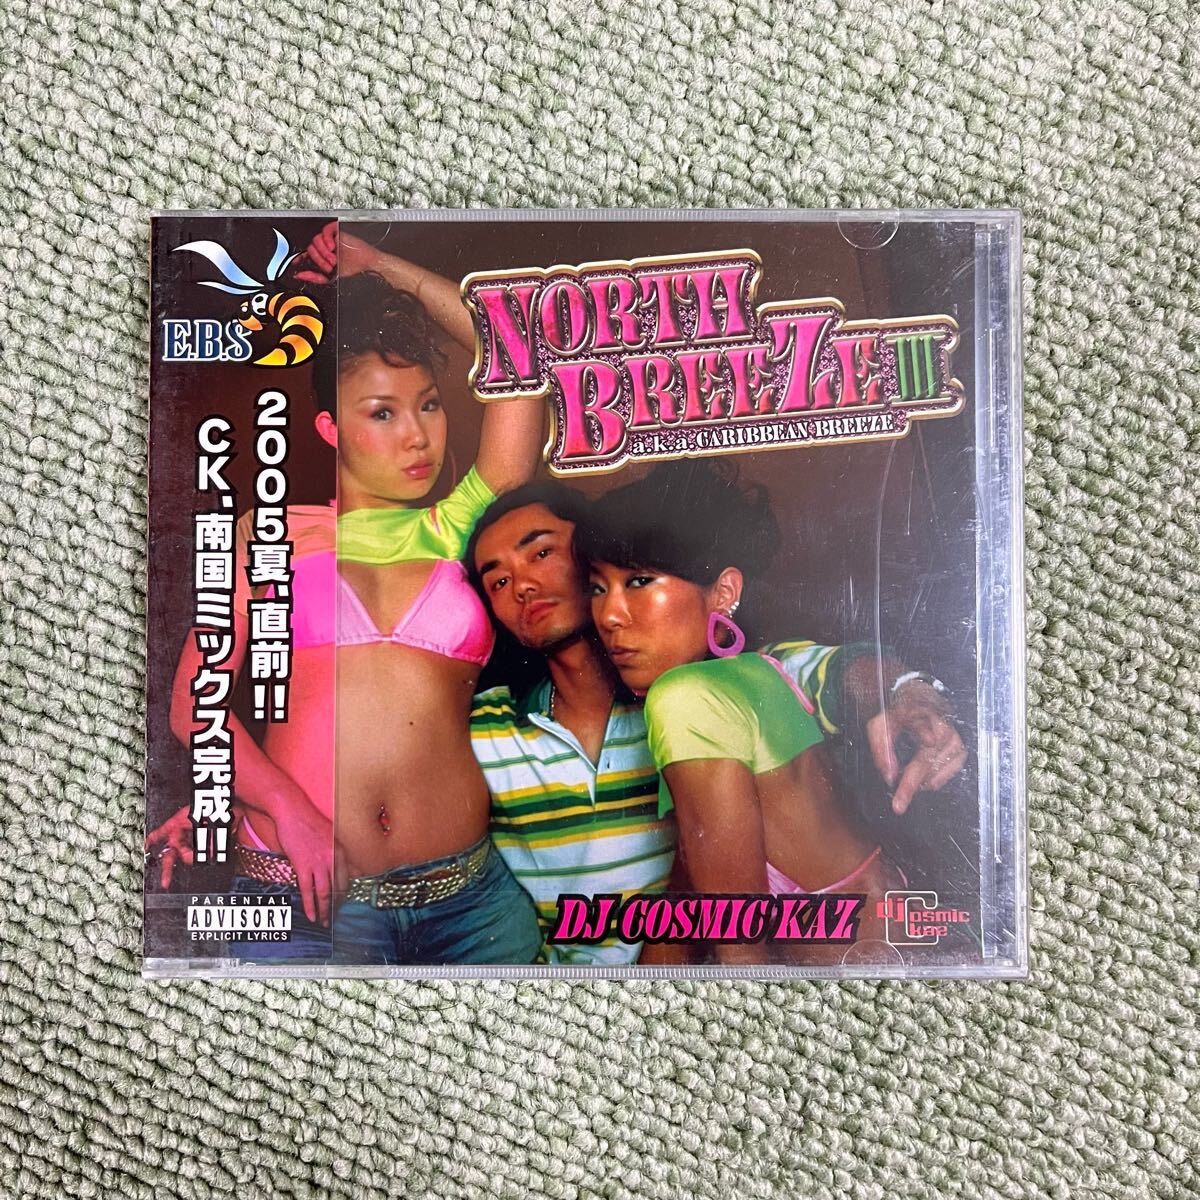 E.B.S
2005夏、直前!!
CK、南国ミックス完成!!
PARENTAL
ADVISORY
EXPLICIT LYRICS
NORTH
BREEZE III
a.k.a. CARIBBEAN BREEZE
DJ COSMIC KAZ
dj Cosmic
kaz